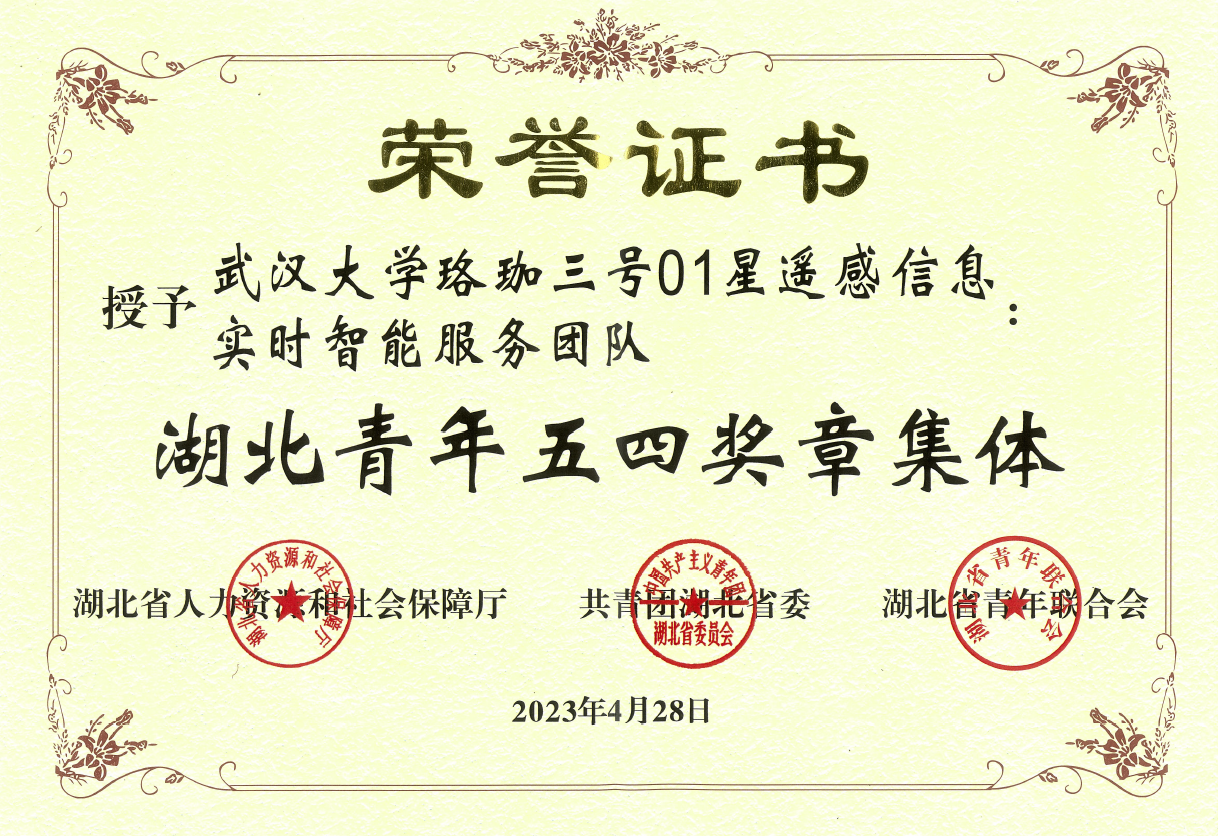 荣誉证书
授予 武汉大学珞珈三号01星遥感信息
实时智能服务团队 :
湖北青年五四奖章集体
湖北省人力资源和社会保障厅 共青团湖北省委 湖北省青年联合会
湖北省人力资源和社会保障厅
中国共产主义青年团
湖北省委员会
湖北省青年联合会
2023年4月28日